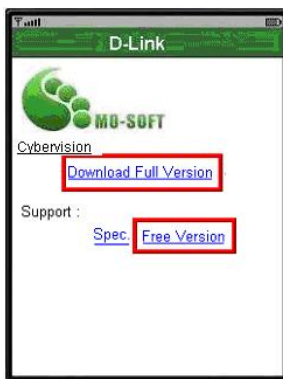 D-Link
MO-SOFT
Cybervision
Download Full Version
Support :
Spec. Free Version